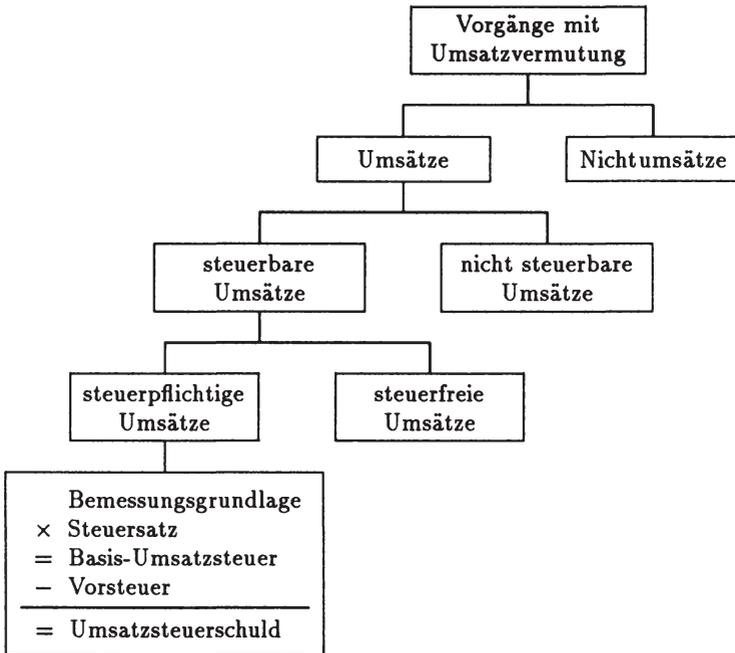 Vorgänge mit
Umsatzvermutung
Umsätze
Nichtumsätze
steuerbare
Umsätze
nicht steuerbare
Umsätze
steuerpflichtige
Umsätze
steuerfreie
Umsätze
Bemessungsgrundlage
× Steuersatz
= Basis-Umsatzsteuer
− Vorsteuer
= Umsatzsteuerschuld